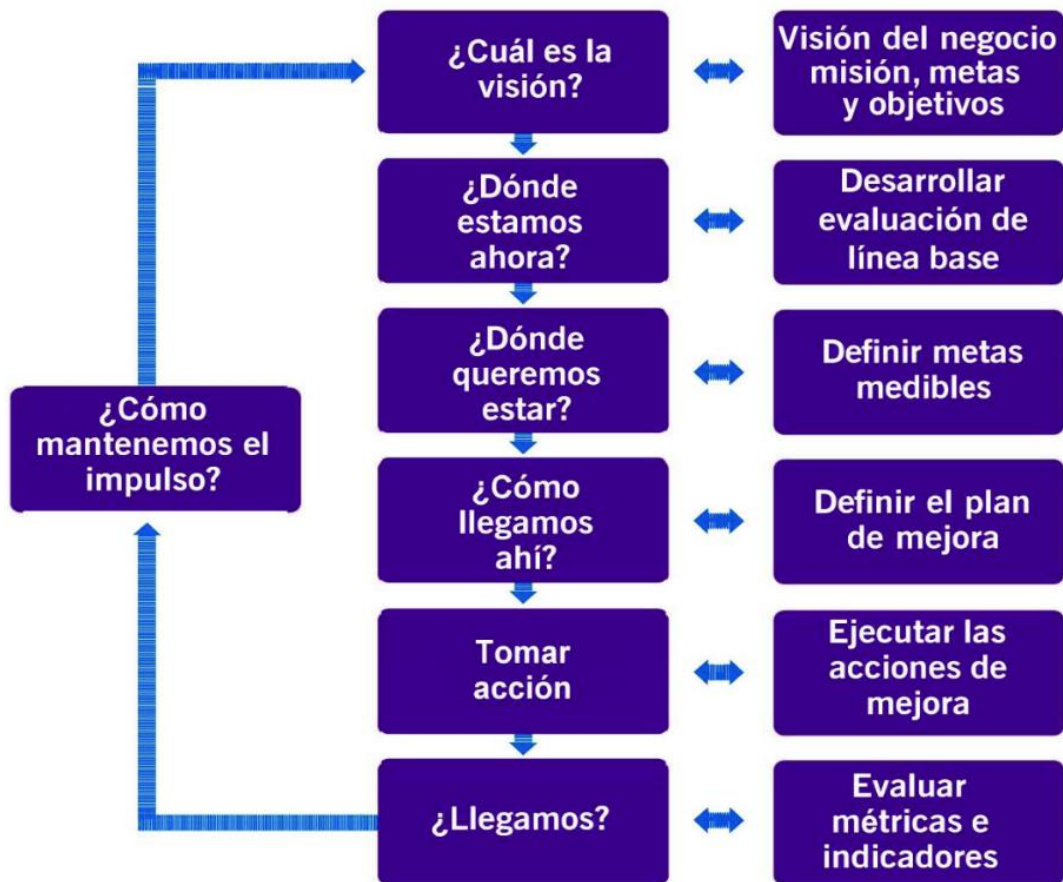 ¿Cuál es la
visión?
Visión del negocio
misión, metas
y objetivos
¿Dónde
estamos
ahora?
Desarrollar
evaluación de
línea base
¿Dónde
queremos
estar?
Definir metas
medibles
¿Cómo
mantenemos el
impulso?
¿Cómo
llegamos
ahí?
Definir el plan
de mejora
Tomar
acción
Ejecutar las
acciones de
mejora
¿Llegamos?
Evaluar
métricas e
indicadores